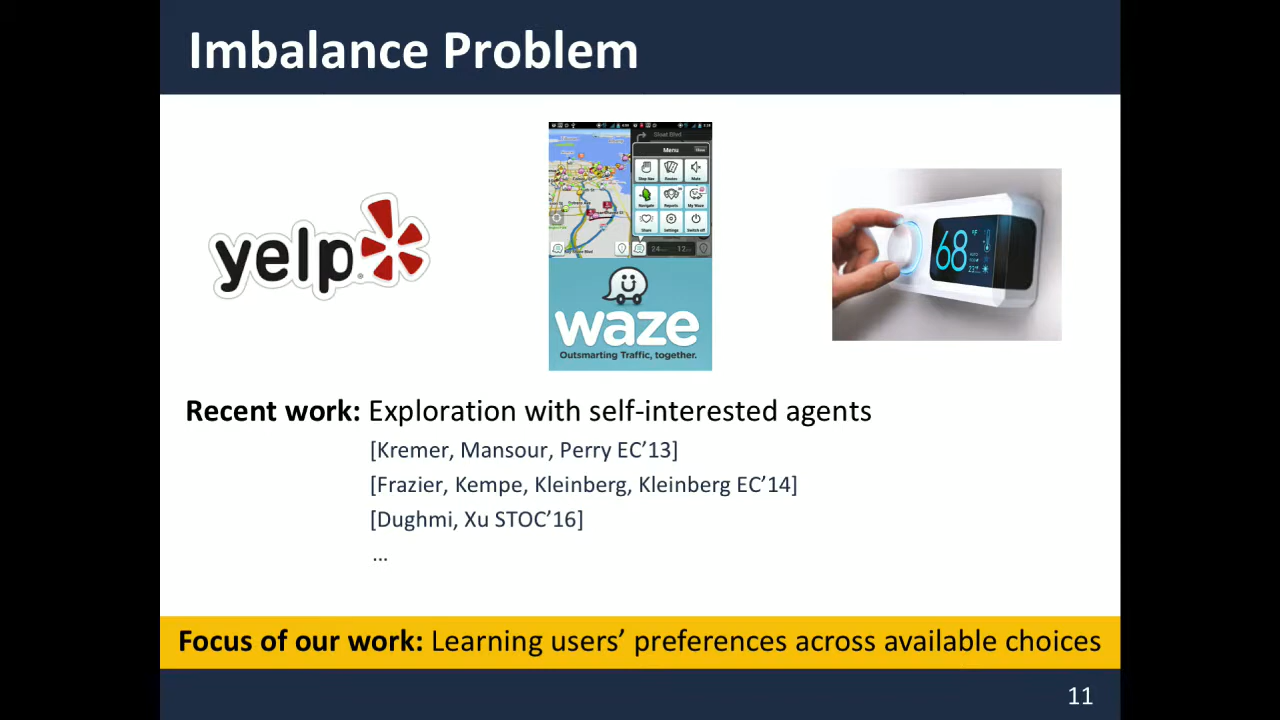 Imbalance Problem
yelp
Menu
waze
Outsmarting Traffic, together.
68
Recent work: Exploration with self-interested agents
[Kremer, Mansour, Perry EC’13]
[Frazier, Kempe, Kleinberg, Kleinberg EC’14]
[Dughmi, Xu STOC’16]
...
Focus of our work: Learning users’ preferences across available choices
11